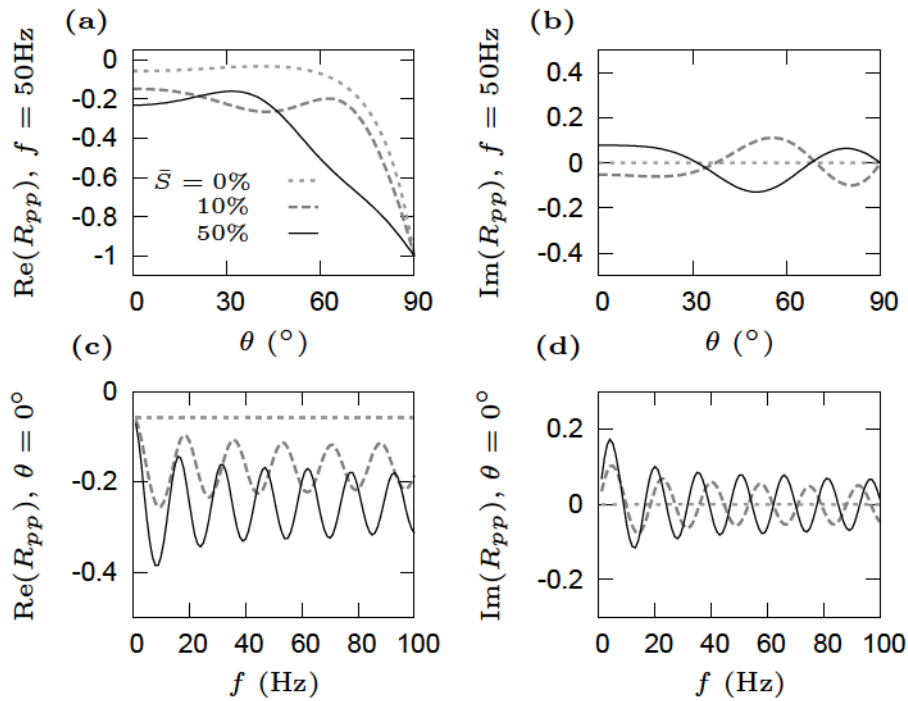 (a)
Re(R_pp), f = 50Hz
0
-0.2
-0.4
-0.6
-0.8
-1
S̄ = 0%
10%
50%
0 30 60 90
θ (°)
(b)
Im(R_pp), f = 50Hz
0.4
0.2
0
-0.2
-0.4
0 30 60 90
θ (°)
(c)
Re(R_pp), θ = 0°
0
-0.2
-0.4
0 20 40 60 80 100
f (Hz)
(d)
Im(R_pp), θ = 0°
0.2
0
-0.2
0 20 40 60 80 100
f (Hz)